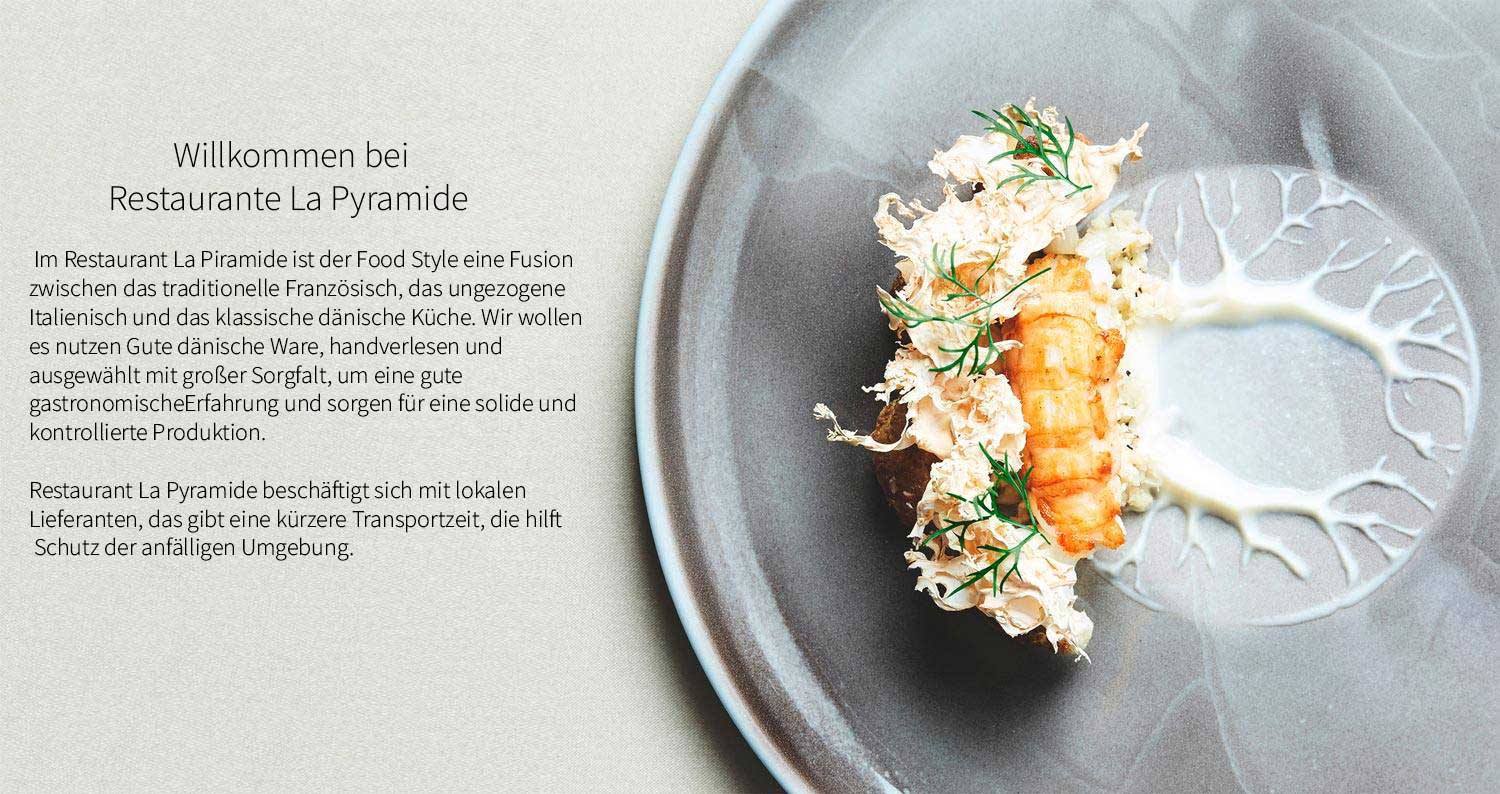 Willkommen bei
Restaurante La Pyramide
Im Restaurant La Piramide ist der Food Style eine Fusion
zwischen das traditionelle Französisch, das ungezogene
Italienisch und das klassische dänische Küche. Wir wollen
es nutzen Gute dänische Ware, handverlesen und
ausgewählt mit großer Sorgfalt, um eine gute
gastronomischeErfahrung und sorgen für eine solide und
kontrollierte Produktion.
Restaurant La Pyramide beschäftigt sich mit lokalen
Lieferanten, das gibt eine kürzere Transportzeit, die hilft
Schutz der anfälligen Umgebung.